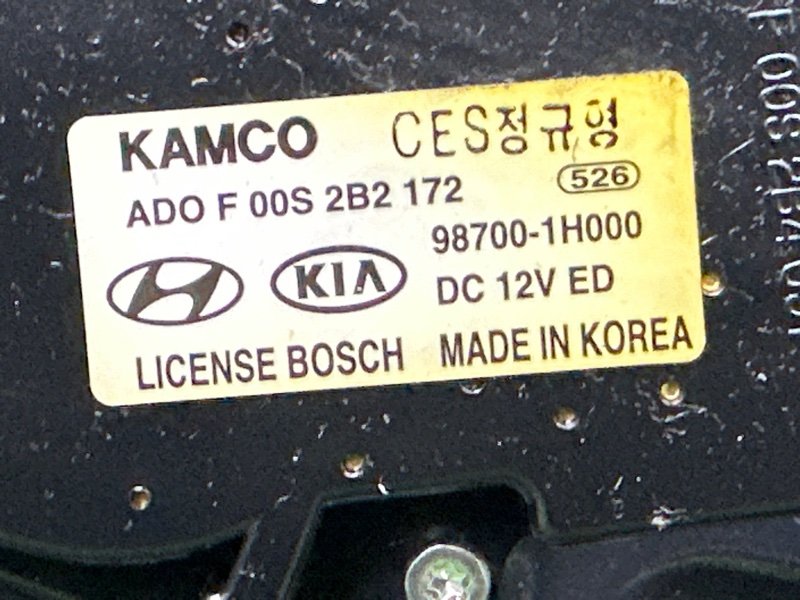 KAMCO CES정규영
ADO F 00S 2B2 172 526
98700-1H000
KIA DC 12V ED
LICENSE BOSCH MADE IN KOREA